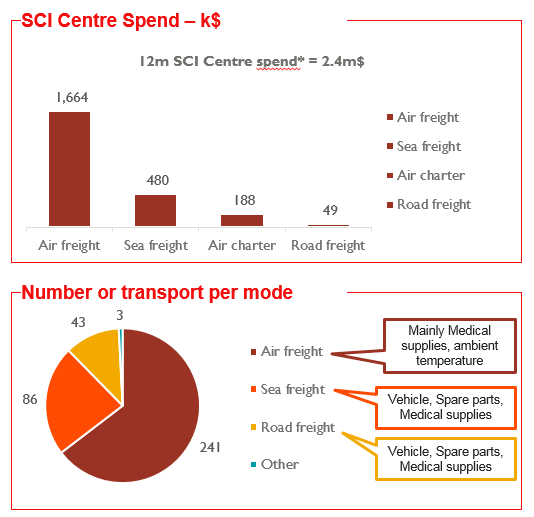 SCI Centre Spend – k$
12m SCI Centre spend* = 2.4m$
1,664
480
188
49
Air freight
Sea freight
Air charter
Road freight
Air freight
Sea freight
Air charter
Road freight
Number or transport per mode
3
43
86
241
Air freight
Sea freight
Road freight
Other
Mainly Medical
supplies, ambient
temperature
Vehicle, Spare parts,
Medical supplies
Vehicle, Spare parts,
Medical supplies